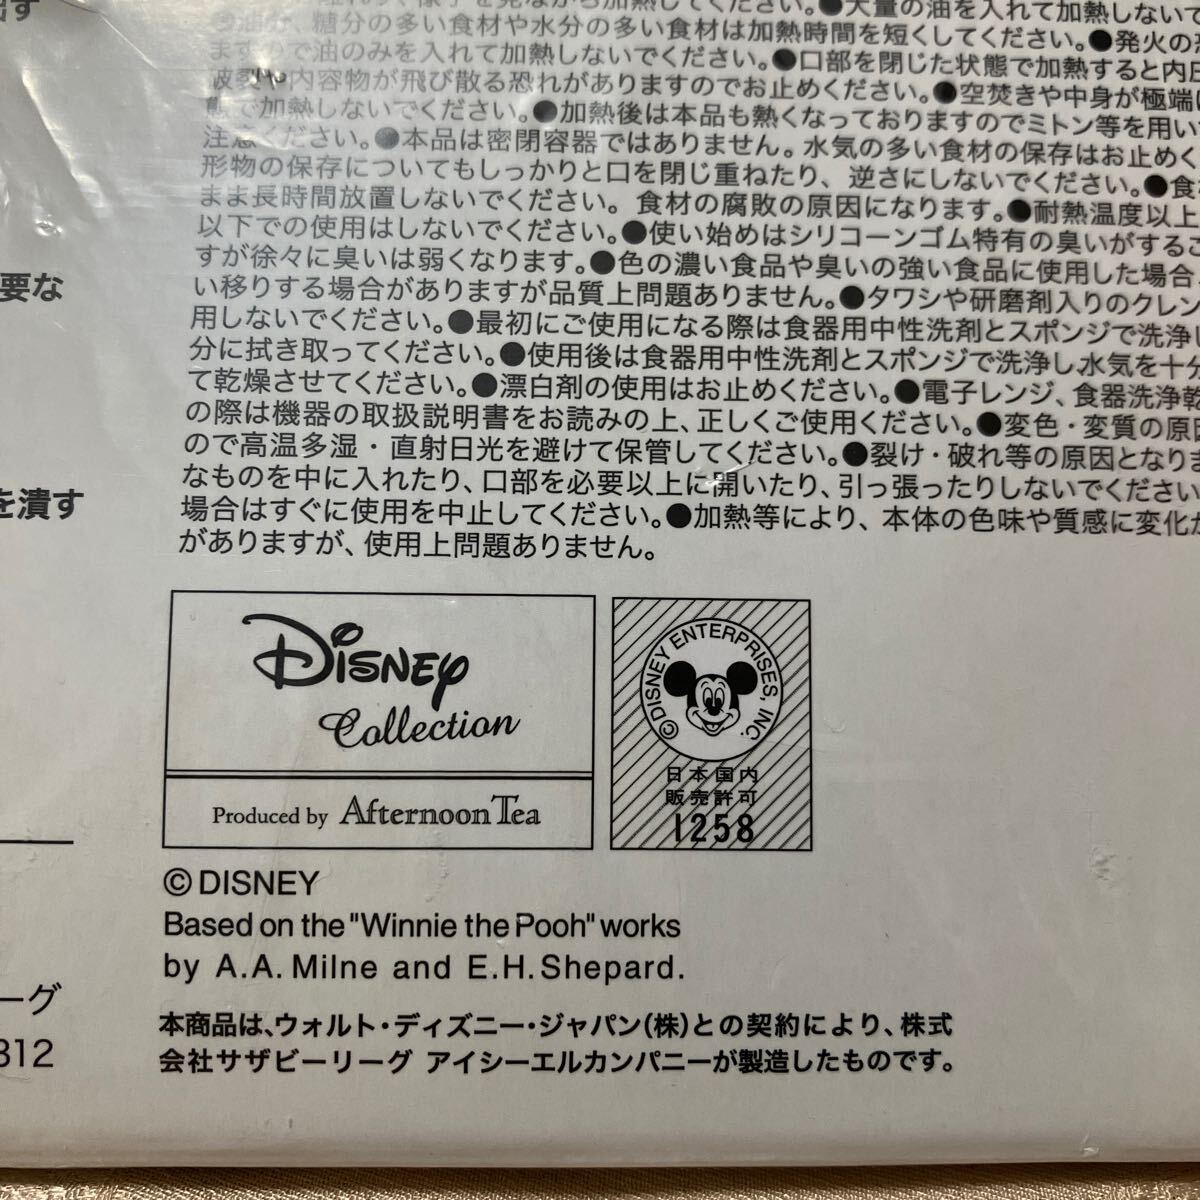 出す
加熱してください。●大量の油を入れて加熱しないで
糖分の多い食材や水分の多い食材は加熱時間を短くしてください。●発火の
ますので油のみを入れて加熱しないでください。●口部を閉じた状態で加熱すると内圧
破裂や内容物が飛び散る恐れがありますのでお止めください。●空焚きや中身が極端に
態で加熱しないでください。●加熱後は本品も熱くなっておりますのでミトン等を用い
注意ください。●本品は密閉容器ではありません。水気の多い食材の保存はお止めく
形物の保存についてもしっかりと口を閉じ重ねたり、逆さにしないでください。●食
まま長時間放置しないでください。食材の腐敗の原因になります。●耐熱温度以上
以下での使用はしないでください。●使い始めはシリコーンゴム特有の臭いがするこ
すが徐々に臭いは弱くなります。●色の濃い食品や臭いの強い食品に使用した場合
い移りする場合がありますが品質上問題ありません。●タワシや研磨剤入りのクレン
用しないでください。●最初にご使用になる際は食器用中性洗剤とスポンジで洗浄し
分に拭き取ってください。●使用後は食器用中性洗剤とスポンジで洗浄し水気を十分
て乾燥させてください。●漂白剤の使用はお止めください。●電子レンジ、食器洗浄乾
の際は機器の取扱説明書をお読みの上、正しくご使用ください。●変色・変質の原因
ので高温多湿・直射日光を避けて保管してください。●裂け・破れ等の原因となりま
なものを中に入れたり、口部を必要以上に開いたり、引っ張ったりしないでください
場合はすぐに使用を中止してください。●加熱等により、本体の色味や質感に変化が
がありますが、使用上問題ありません。
要な
を潰す
ーグ
312
Disney
Collection
Produced by Afternoon Tea
©DISNEY ENTERPRISES, INC.
日本国内
販売許可
1258
© DISNEY
Based on the "Winnie the Pooh" works
by A.A. Milne and E.H. Shepard.
本商品は、ウォルト・ディズニー・ジャパン(株)との契約により、株式
会社サザビーリーグ アイシーエルカンパニーが製造したものです。